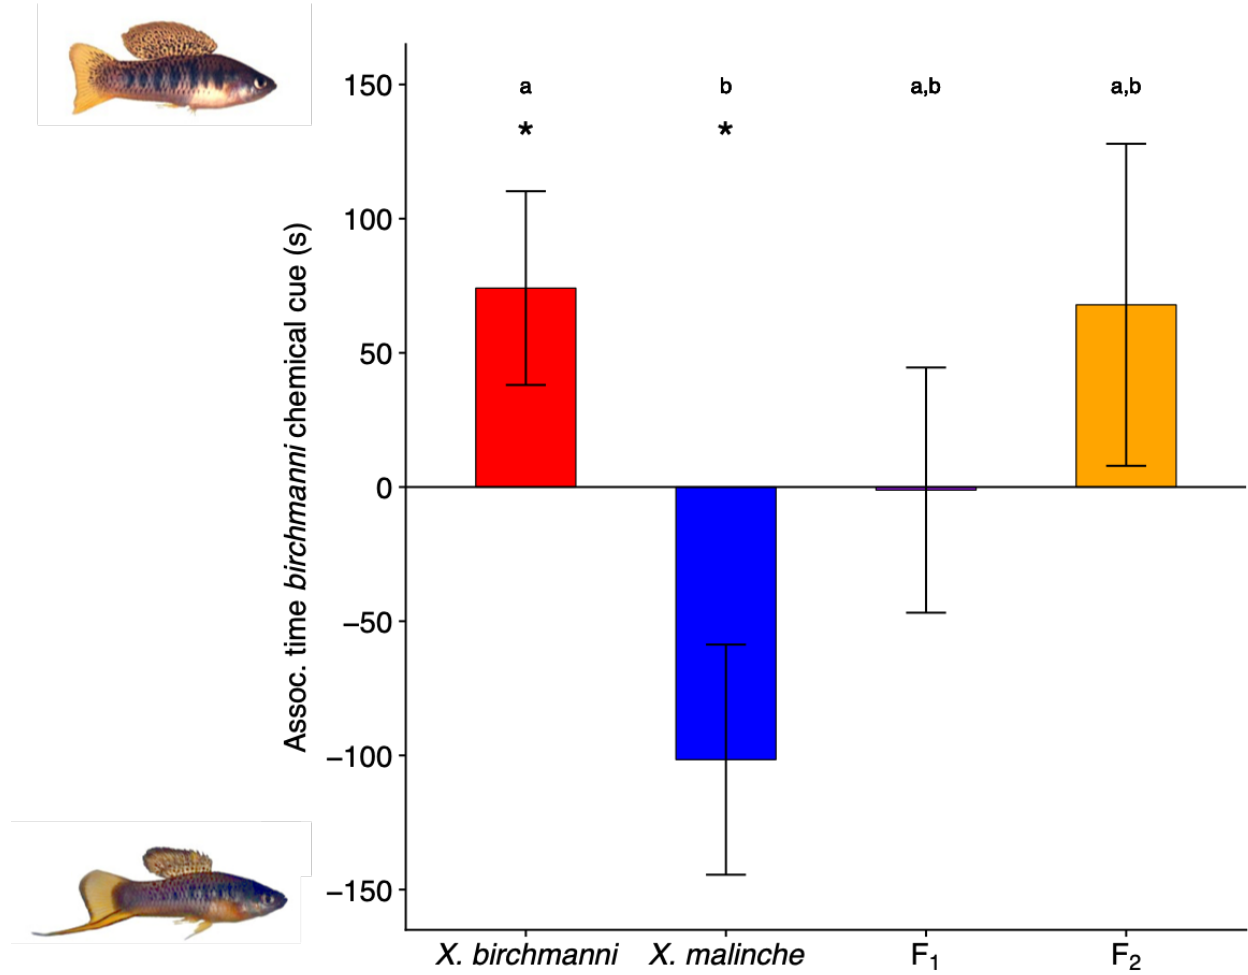 Assoc. time birchmanni chemical cue (s)
150
100
50
0
−50
−100
−150
a
b
a,b
a,b
*
*
X. birchmanni
X. malinche
F₁
F₂